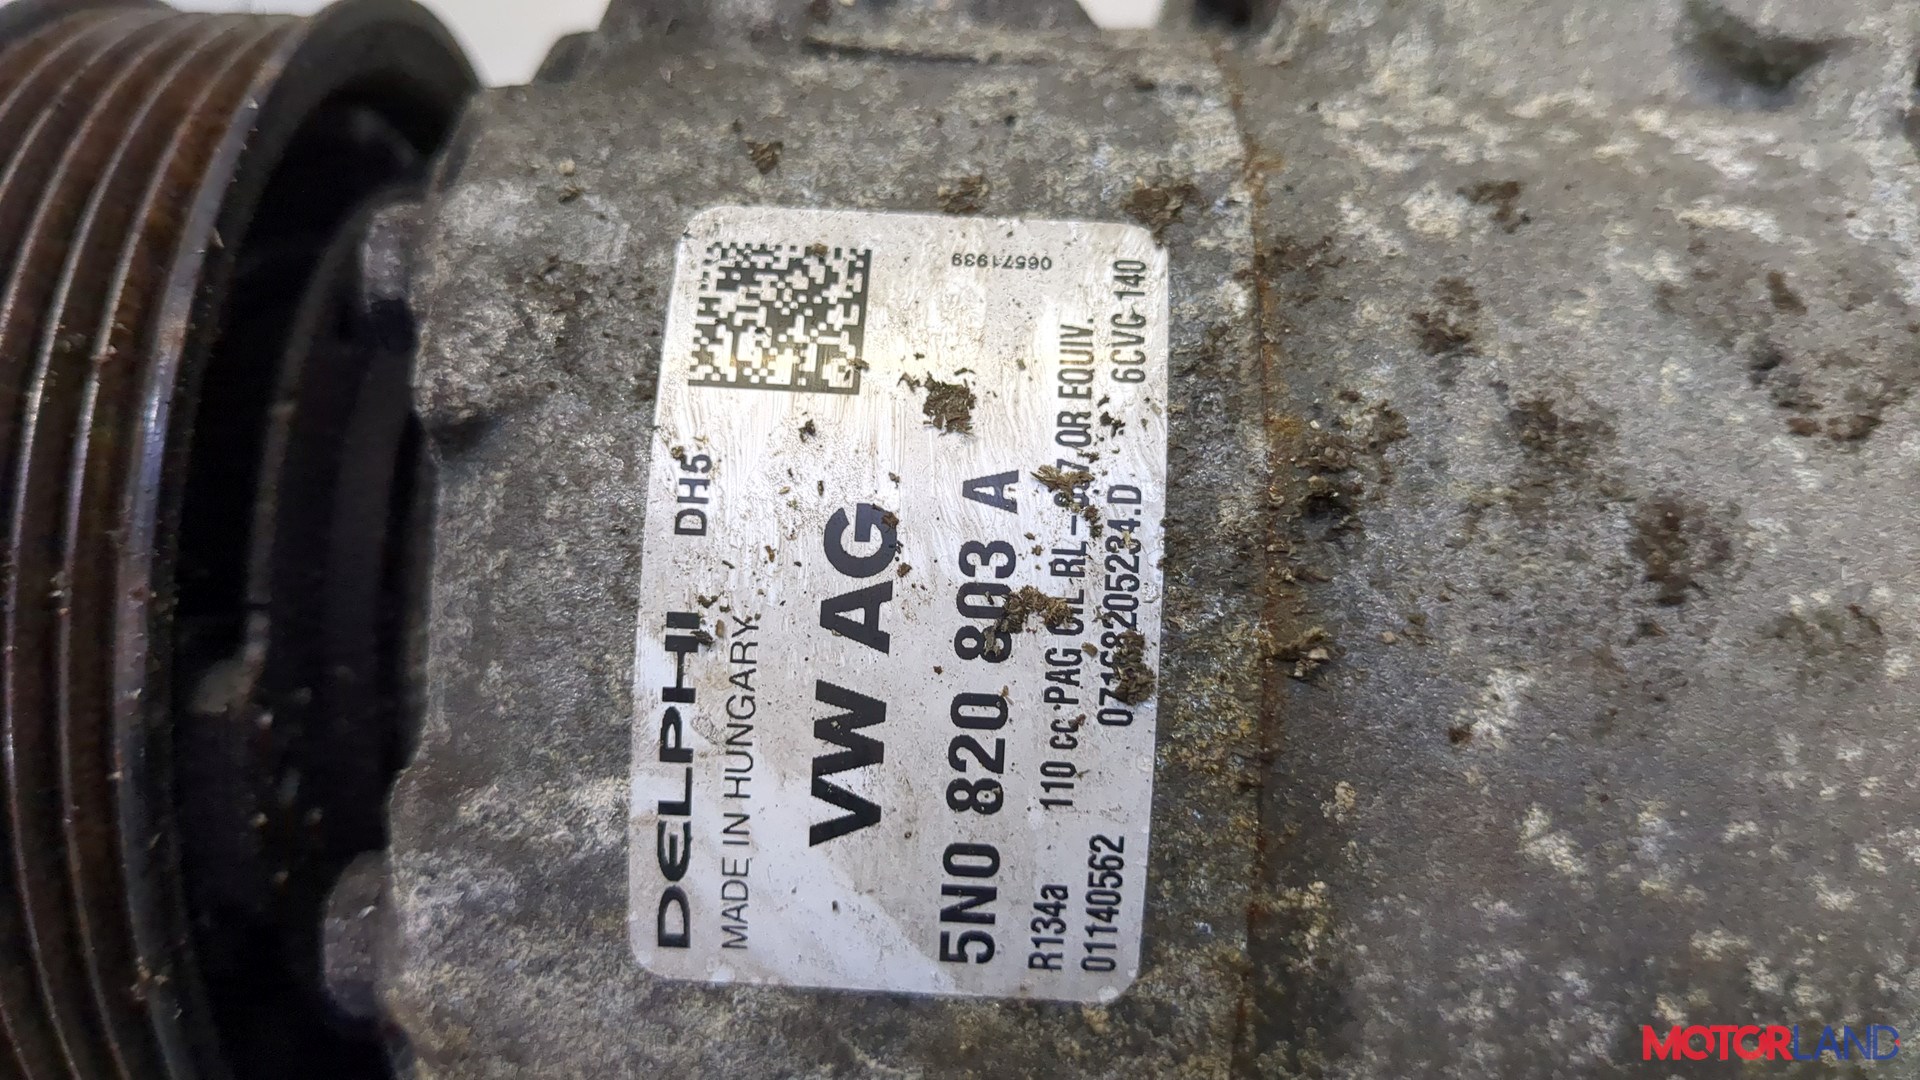 DELPHI DH5
MADE IN HUNGARY.
VW AG
06571939
5N0 820 803 A
R134a 110 cc PAG OIL OR EQUIV.
01140562 6CVC-140
MOTORLAND